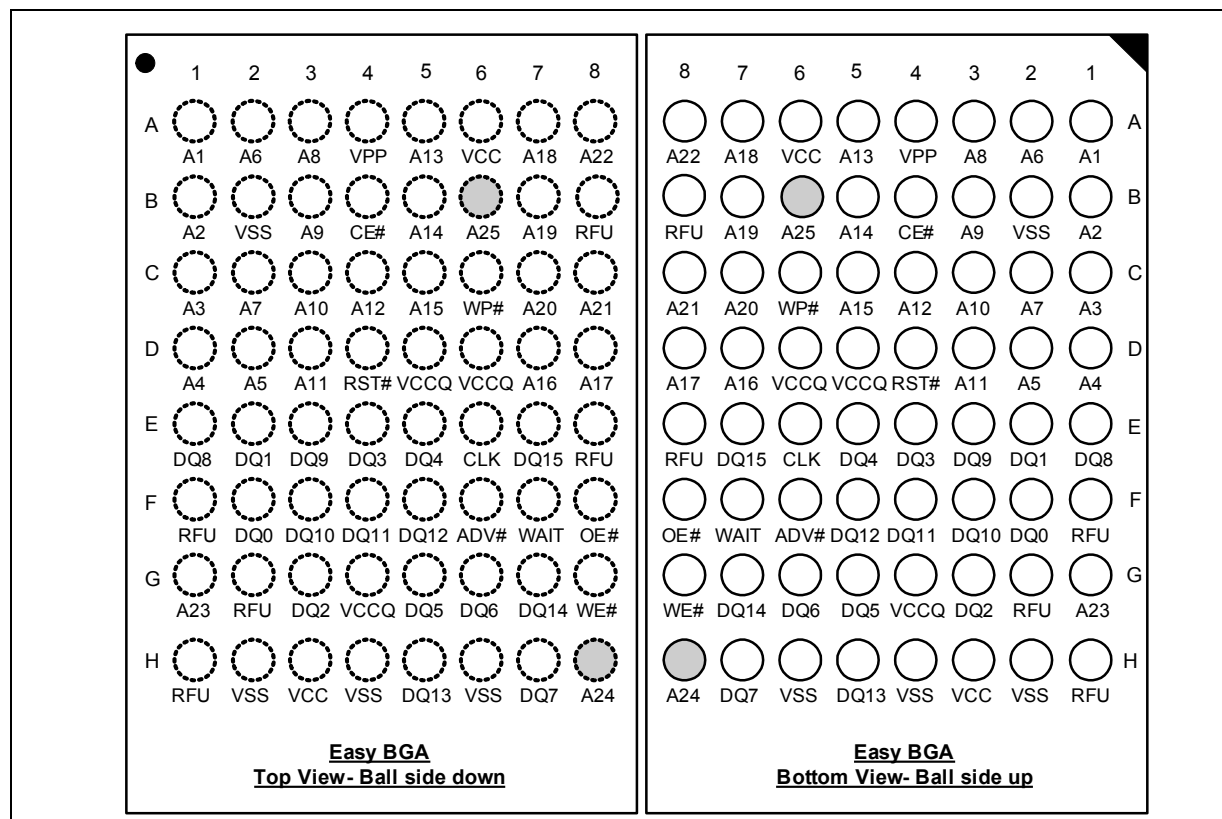 1 2 3 4 5 6 7 8
A
A1 A6 A8 VPP A13 VCC A18 A22
B
A2 VSS A9 CE# A14 A25 A19 RFU
C
A3 A7 A10 A12 A15 WP# A20 A21
D
A4 A5 A11 RST# VCCQ VCCQ A16 A17
E
DQ8 DQ1 DQ9 DQ3 DQ4 CLK DQ15 RFU
F
RFU DQ0 DQ10 DQ11 DQ12 ADV# WAIT OE#
G
A23 RFU DQ2 VCCQ DQ5 DQ6 DQ14 WE#
H
RFU VSS VCC VSS DQ13 VSS DQ7 A24
Easy BGA
Top View- Ball side down
8 7 6 5 4 3 2 1
A
A22 A18 VCC A13 VPP A8 A6 A1
B
RFU A19 A25 A14 CE# A9 VSS A2
C
A21 A20 WP# A15 A12 A10 A7 A3
D
A17 A16 VCCQ VCCQ RST# A11 A5 A4
E
RFU DQ15 CLK DQ4 DQ3 DQ9 DQ1 DQ8
F
OE# WAIT ADV# DQ12 DQ11 DQ10 DQ0 RFU
G
WE# DQ14 DQ6 DQ5 VCCQ DQ2 RFU A23
H
A24 DQ7 VSS DQ13 VSS VCC VSS RFU
Easy BGA
Bottom View- Ball side up